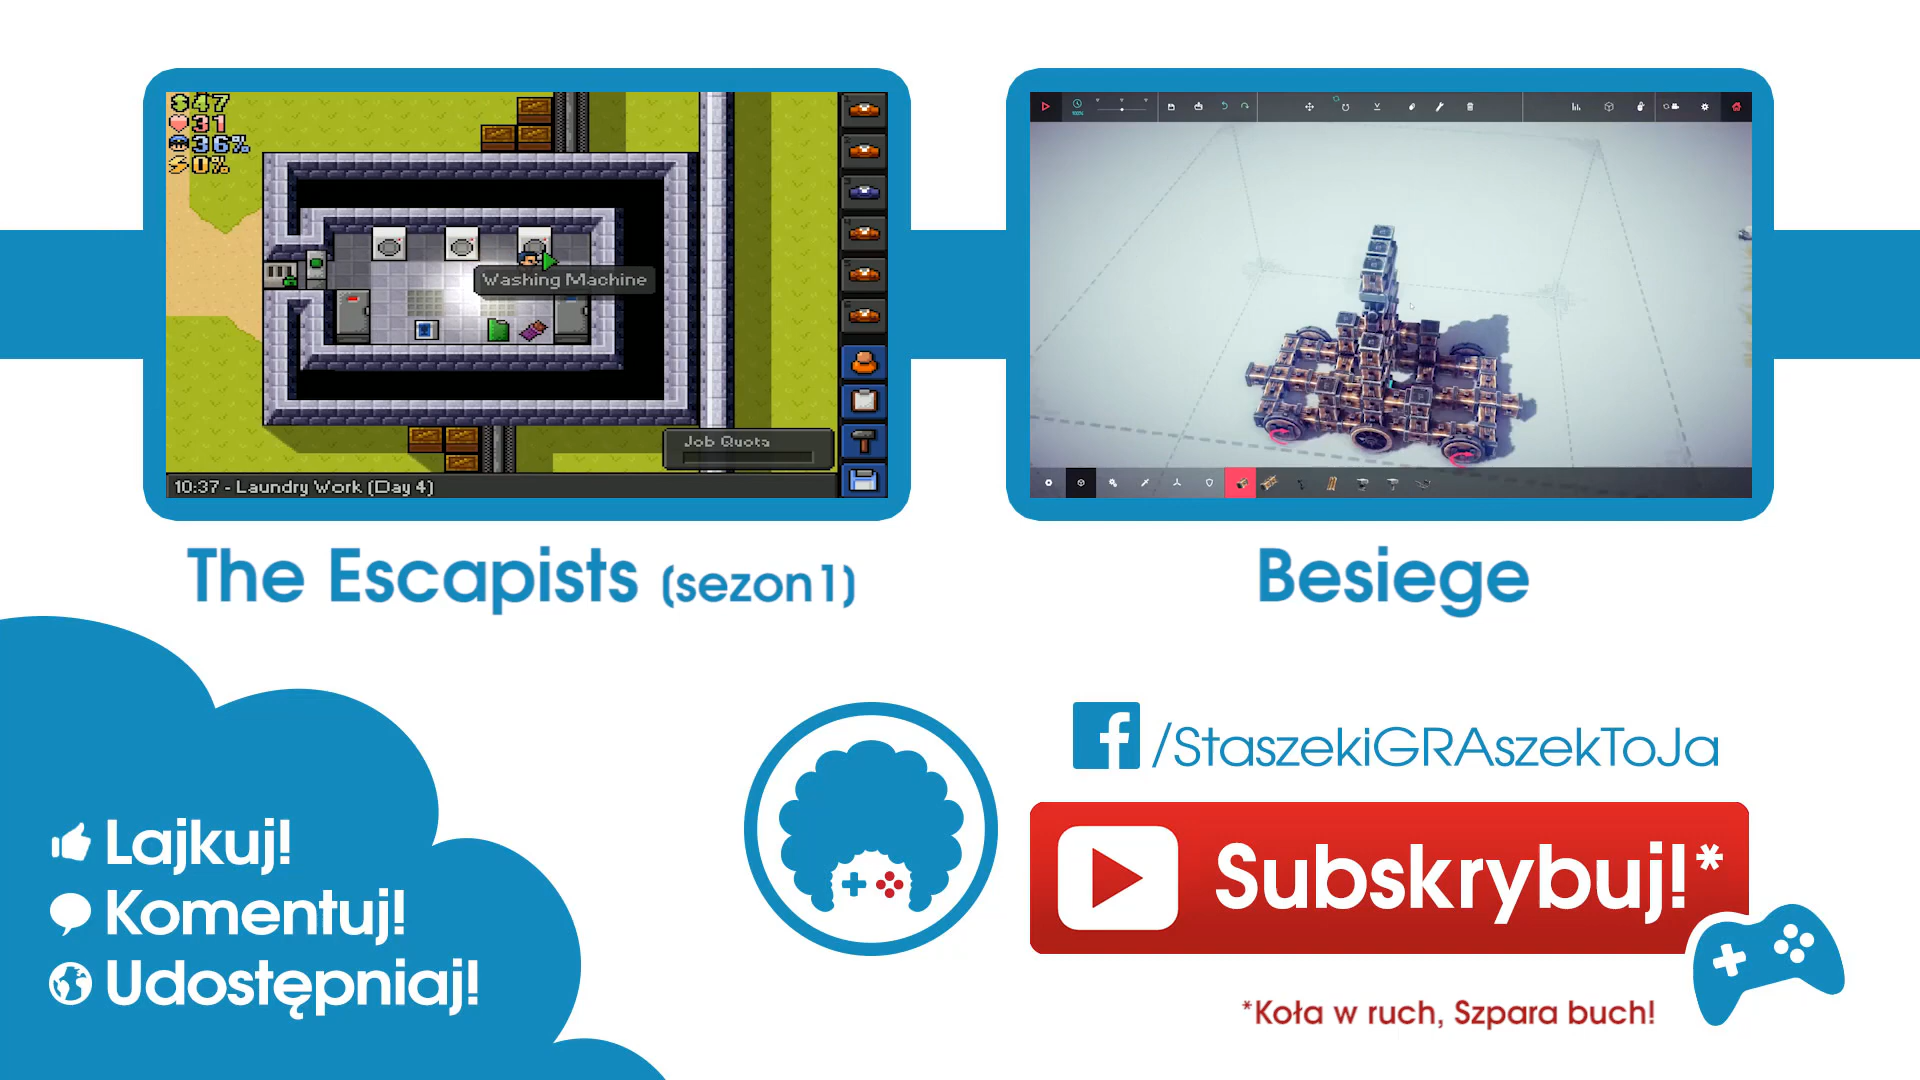 47
31
36%
0%
Washing Machine
Job Quota
10:37 - Laundry Work (Day 4)
100%
The Escapists (sezon1)
Besiege
/StaszekiGRAszekToJa
Lajkuj!
Komentuj!
Udostępniaj!
Subskrybuj!*
*Koła w ruch, Szpara buch!